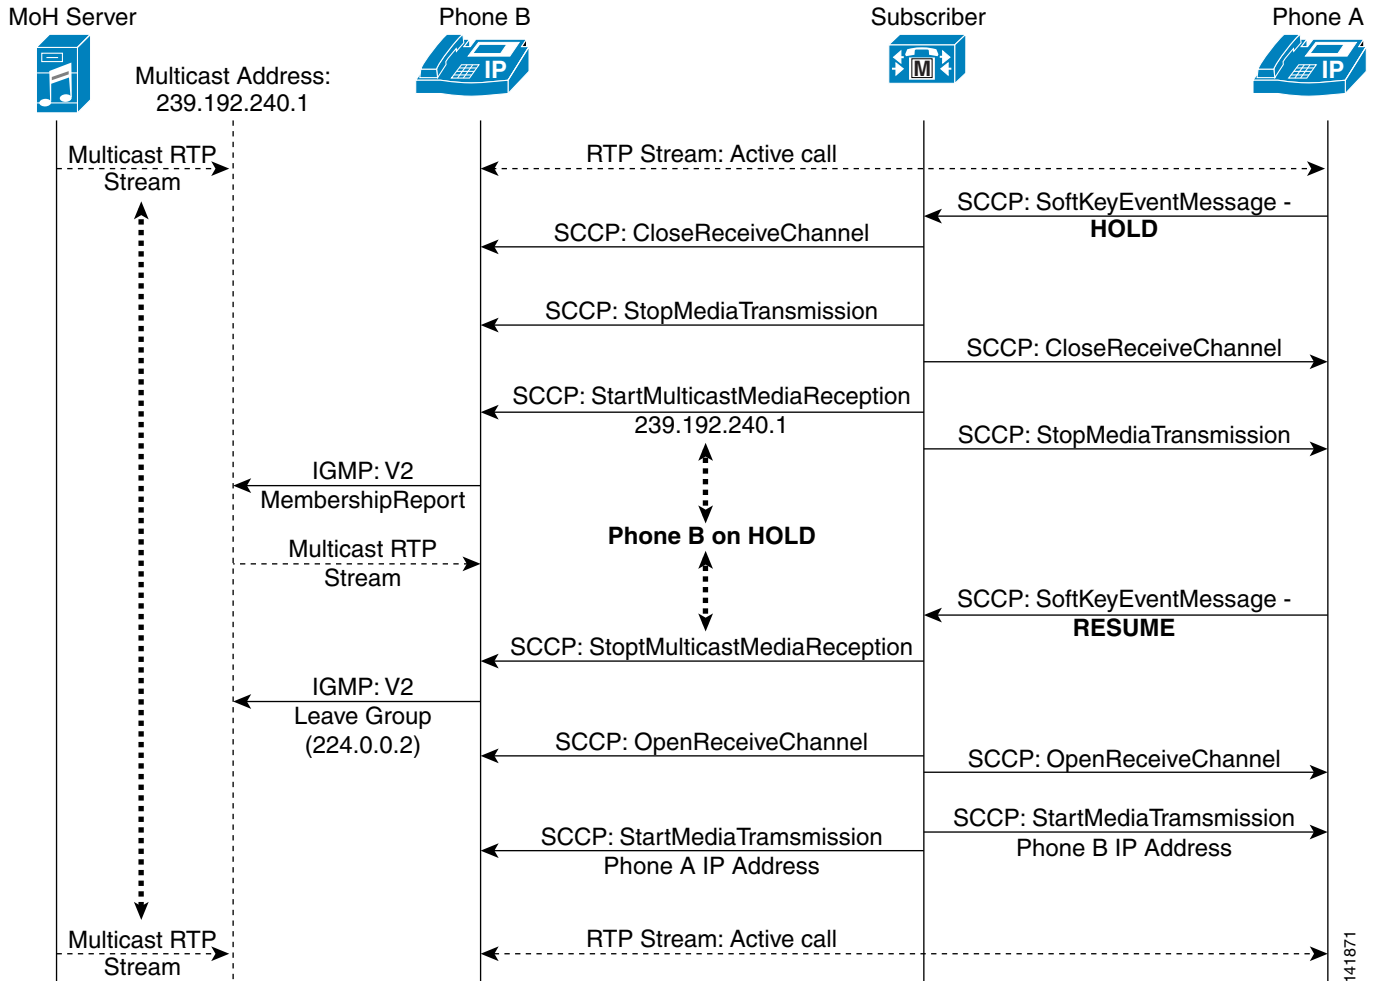 MoH Server
Phone B
Subscriber
Phone A
IP
M
IP
Multicast Address:
239.192.240.1
Multicast RTP
Stream
RTP Stream: Active call
SCCP: SoftKeyEventMessage -
HOLD
SCCP: CloseReceiveChannel
SCCP: StopMediaTransmission
SCCP: CloseReceiveChannel
SCCP: StartMulticastMediaReception
239.192.240.1
SCCP: StopMediaTransmission
IGMP: V2
MembershipReport
Phone B on HOLD
Multicast RTP
Stream
SCCP: SoftKeyEventMessage -
RESUME
SCCP: StoptMulticastMediaReception
IGMP: V2
Leave Group
(224.0.0.2)
SCCP: OpenReceiveChannel
SCCP: OpenReceiveChannel
SCCP: StartMediaTramsmission
Phone B IP Address
SCCP: StartMediaTramsmission
Phone A IP Address
Multicast RTP
Stream
RTP Stream: Active call
141871